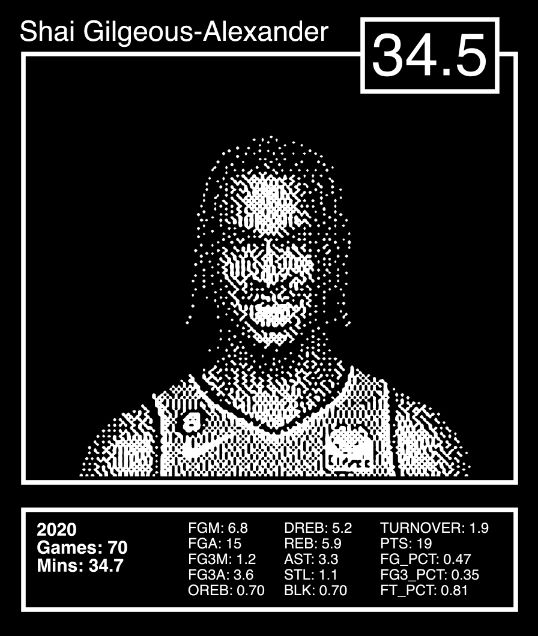 Shai Gilgeous-Alexander
34.5
2020
Games: 70
Mins: 34.7
FGM: 6.8
FGA: 15
FG3M: 1.2
FG3A: 3.6
OREB: 0.70
DREB: 5.2
REB: 5.9
AST: 3.3
STL: 1.1
BLK: 0.70
TURNOVER: 1.9
PTS: 19
FG_PCT: 0.47
FG3_PCT: 0.35
FT_PCT: 0.81